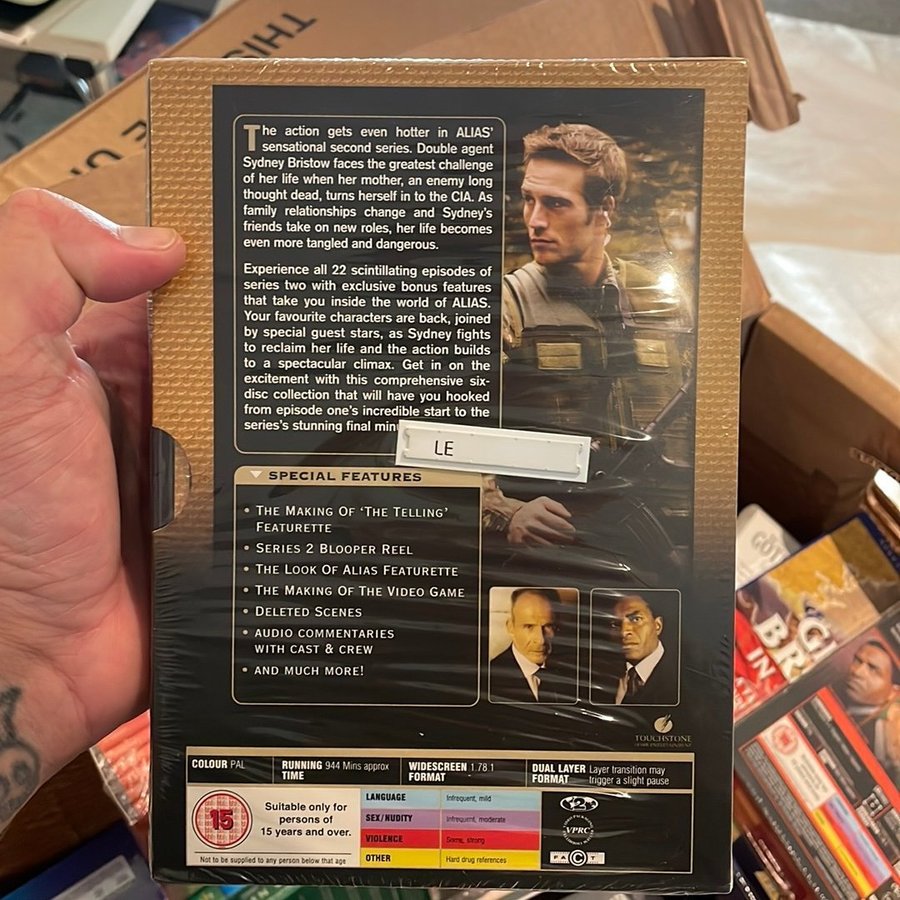 THIS
The action gets even hotter in ALIAS'
sensational second series. Double agent
Sydney Bristow faces the greatest challenge
of her life when her mother, an enemy long
thought dead, turns herself in to the CIA. As
family relationships change and Sydney's
friends take on new roles, her life becomes
even more tangled and dangerous.
Experience all 22 scintillating episodes of
series two with exclusive bonus features
that take you inside the world of ALIAS.
Your favourite characters are back, joined
by special guest stars, as Sydney fights
to reclaim her life and the action builds
to a spectacular climax. Get in on the
excitement with this comprehensive six-
disc collection that will have you hooked
from episode one's incredible start to the
series's stunning final
LE
SPECIAL FEATURES
• THE MAKING OF 'THE TELLING'
FEATURETTE
• SERIES 2 BLOOPER REEL
• THE LOOK OF ALIAS FEATURETTE
• THE MAKING OF THE VIDEO GAME
• DELETED SCENES
• AUDIO COMMENTARIES
WITH CAST & CREW
• AND MUCH MORE!
TOUCHSTONE
HOME ENTERTAINMENT
COLOUR PAL
RUNNING TIME 944 Mins approx
WIDESCREEN FORMAT 1.78:1
DUAL LAYER FORMAT Layer transition may trigger a slight pause
15
Suitable only for
persons of
15 years and over.
Not to be supplied to any person below that age
LANGUAGE Infrequent, mild
SEX/NUDITY Infrequent, moderate
VIOLENCE Some, strong
OTHER Hard drug references
2
VPRC
FACT
15